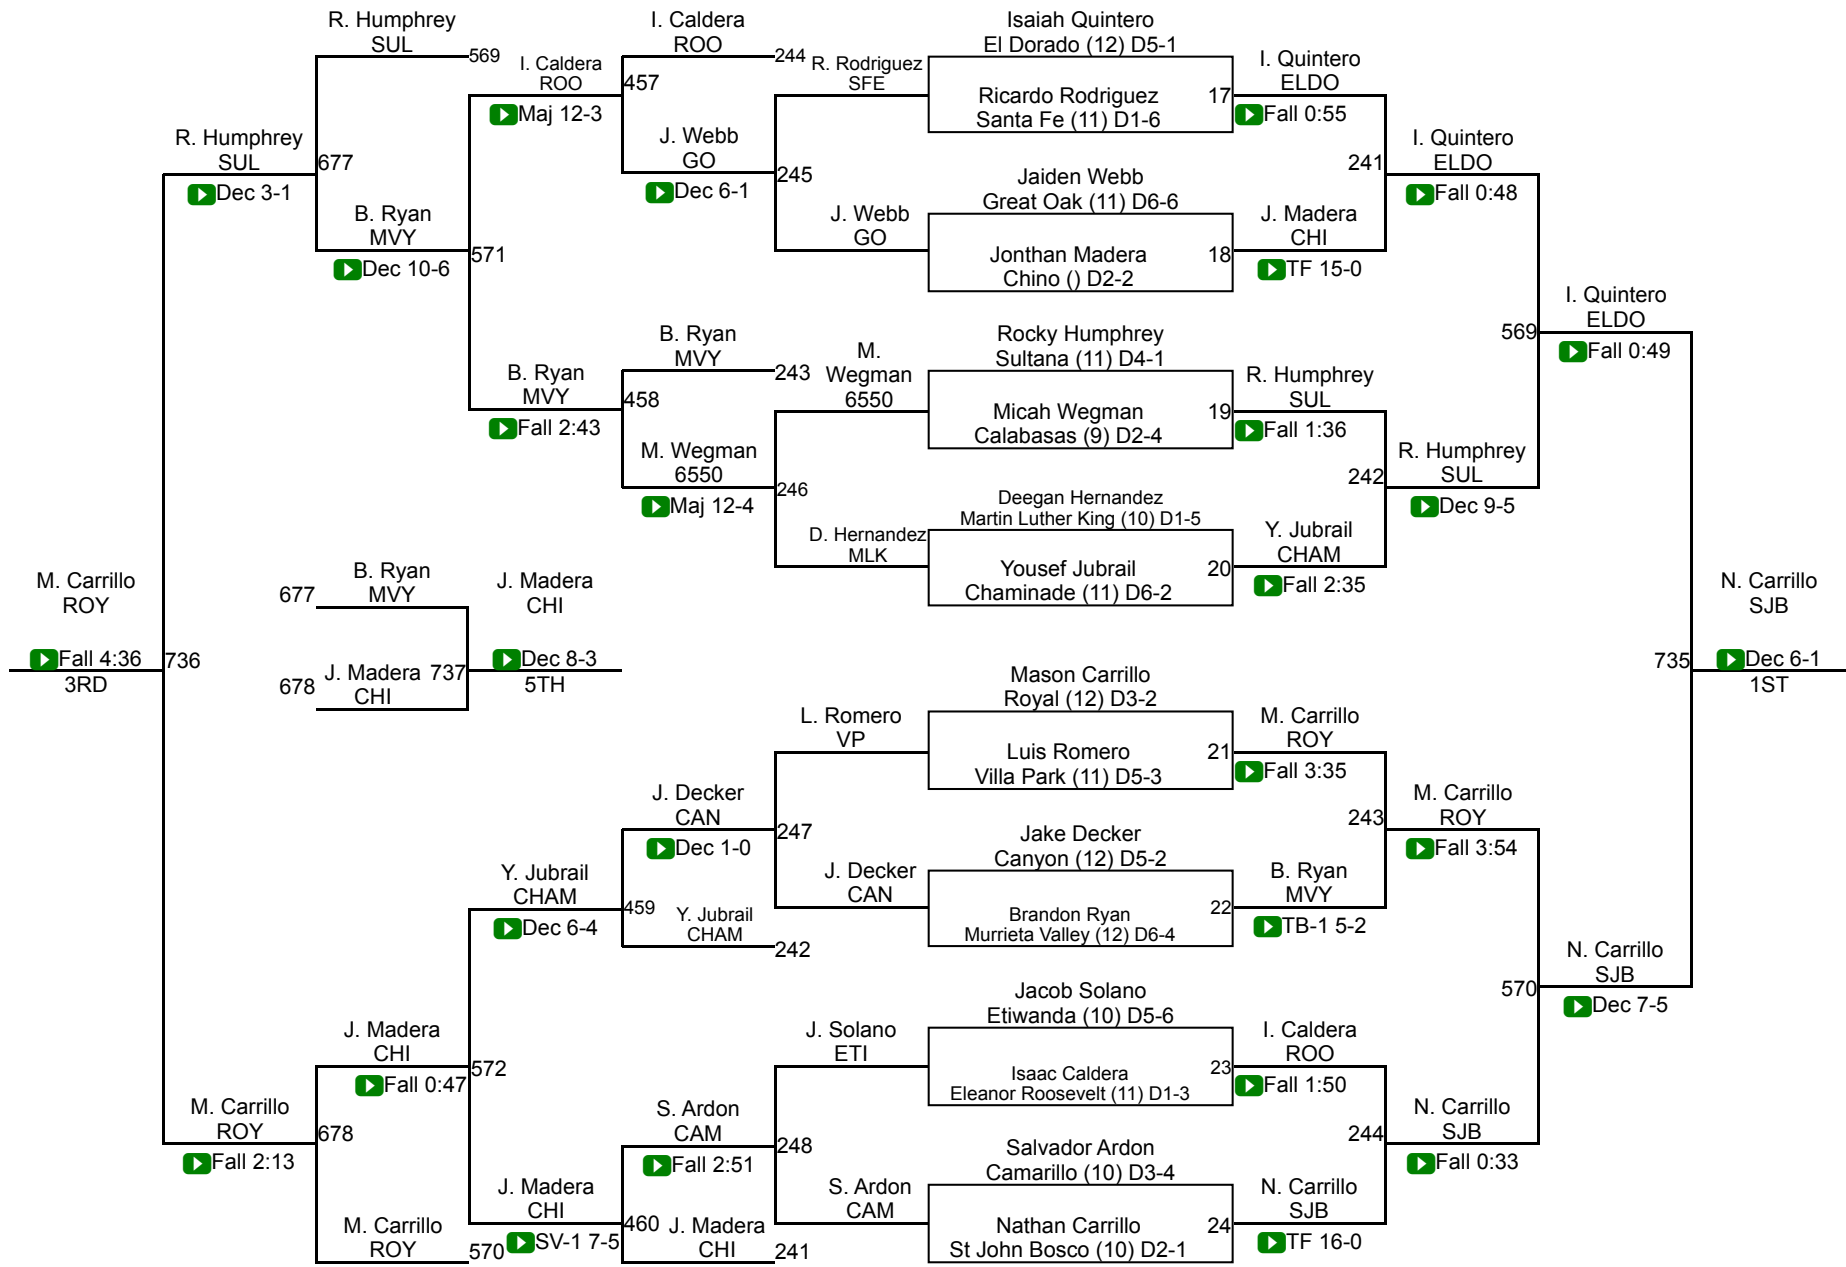 R. Humphrey
SUL
569
I. Caldera
ROO
244
I. Caldera
ROO
Maj 12-3
457
R. Rodriguez
SFE
Isaiah Quintero
El Dorado (12) D5-1
Ricardo Rodriguez
Santa Fe (11) D1-6
17
I. Quintero
ELDO
Fall 0:55
R. Humphrey
SUL
Dec 3-1
677
J. Webb
GO
Dec 6-1
245
241
I. Quintero
ELDO
Fall 0:48
B. Ryan
MVY
Dec 10-6
571
J. Webb
GO
Jaiden Webb
Great Oak (11) D6-6
Jonthan Madera
Chino () D2-2
18
J. Madera
CHI
TF 15-0
569
I. Quintero
ELDO
Fall 0:49
B. Ryan
MVY
Fall 2:43
B. Ryan
MVY
243
458
M.
Wegman
6550
Rocky Humphrey
Sultana (11) D4-1
Micah Wegman
Calabasas (9) D2-4
19
R. Humphrey
SUL
Fall 1:36
M. Wegman
6550
Maj 12-4
246
242
R. Humphrey
SUL
Dec 9-5
D. Hernandez
MLK
Deegan Hernandez
Martin Luther King (10) D1-5
Yousef Jubrail
Chaminade (11) D6-2
20
Y. Jubrail
CHAM
Fall 2:35
M. Carrillo
ROY
Fall 4:36
3RD
736
677
B. Ryan
MVY
678
J. Madera
CHI
737
J. Madera
CHI
Dec 8-3
5TH
735
N. Carrillo
SJB
Dec 6-1
1ST
L. Romero
VP
Mason Carrillo
Royal (12) D3-2
Luis Romero
Villa Park (11) D5-3
21
M. Carrillo
ROY
Fall 3:35
J. Decker
CAN
Dec 1-0
247
243
M. Carrillo
ROY
Fall 3:54
Y. Jubrail
CHAM
Dec 6-4
459
Y. Jubrail
CHAM
242
J. Decker
CAN
Jake Decker
Canyon (12) D5-2
Brandon Ryan
Murrieta Valley (12) D6-4
22
B. Ryan
MVY
TB-1 5-2
570
N. Carrillo
SJB
Dec 7-5
J. Madera
CHI
Fall 0:47
572
J. Solano
ETI
Jacob Solano
Etiwanda (10) D5-6
Isaac Caldera
Eleanor Roosevelt (11) D1-3
23
I. Caldera
ROO
Fall 1:50
M. Carrillo
ROY
Fall 2:13
678
S. Ardon
CAM
Fall 2:51
248
244
N. Carrillo
SJB
Fall 0:33
M. Carrillo
ROY
570
J. Madera
CHI
SV-1 7-5
460
J. Madera
CHI
241
S. Ardon
CAM
Salvador Ardon
Camarillo (10) D3-4
Nathan Carrillo
St John Bosco (10) D2-1
24
N. Carrillo
SJB
TF 16-0